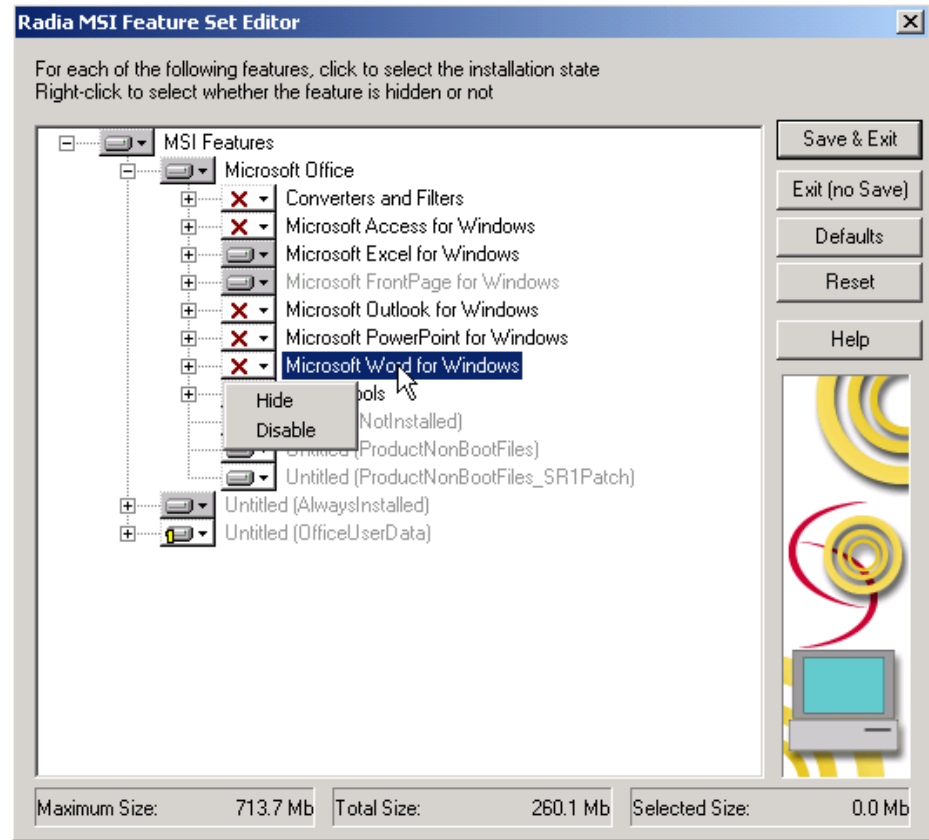 Radia MSI Feature Set Editor
For each of the following features, click to select the installation state
Right-click to select whether the feature is hidden or not
MSI Features
Microsoft Office
Converters and Filters
Microsoft Access for Windows
Microsoft Excel for Windows
Microsoft FrontPage for Windows
Microsoft Outlook for Windows
Microsoft PowerPoint for Windows
Microsoft Word for Windows
ools
Hide
NotInstalled)
Disable
Untitled (ProductNonBootFiles)
Untitled (ProductNonBootFiles_SR1Patch)
Untitled (AlwaysInstalled)
Untitled (OfficeUserData)
Save & Exit
Exit (no Save)
Defaults
Reset
Help
Maximum Size: 713.7 Mb Total Size: 260.1 Mb Selected Size: 0.0 Mb